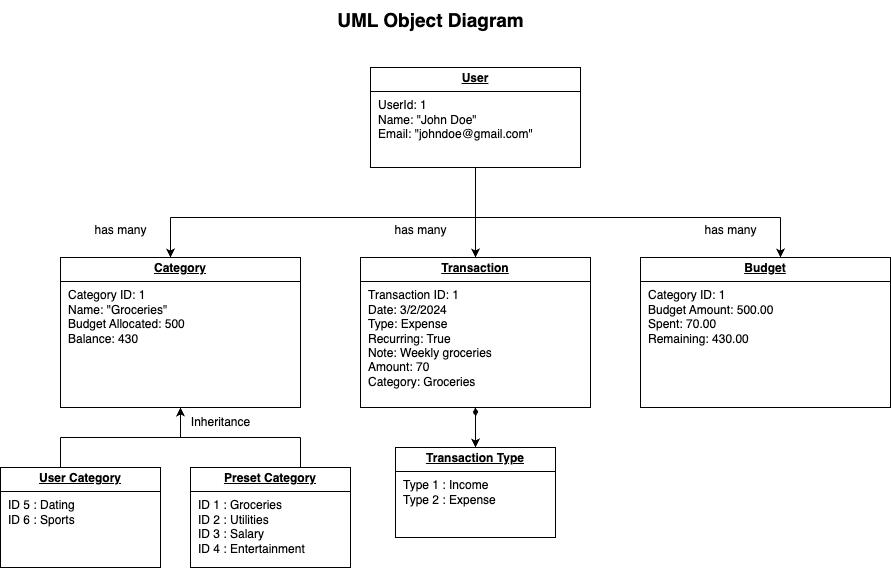 UML Object Diagram
User
UserId: 1
Name: "John Doe"
Email: "johndoe@gmail.com"
has many
has many
has many
Category
Category ID: 1
Name: "Groceries"
Budget Allocated: 500
Balance: 430
Transaction
Transaction ID: 1
Date: 3/2/2024
Type: Expense
Recurring: True
Note: Weekly groceries
Amount: 70
Category: Groceries
Budget
Category ID: 1
Budget Amount: 500.00
Spent: 70.00
Remaining: 430.00
Inheritance
User Category
ID 5 : Dating
ID 6 : Sports
Preset Category
ID 1 : Groceries
ID 2 : Utilities
ID 3 : Salary
ID 4 : Entertainment
Transaction Type
Type 1 : Income
Type 2 : Expense